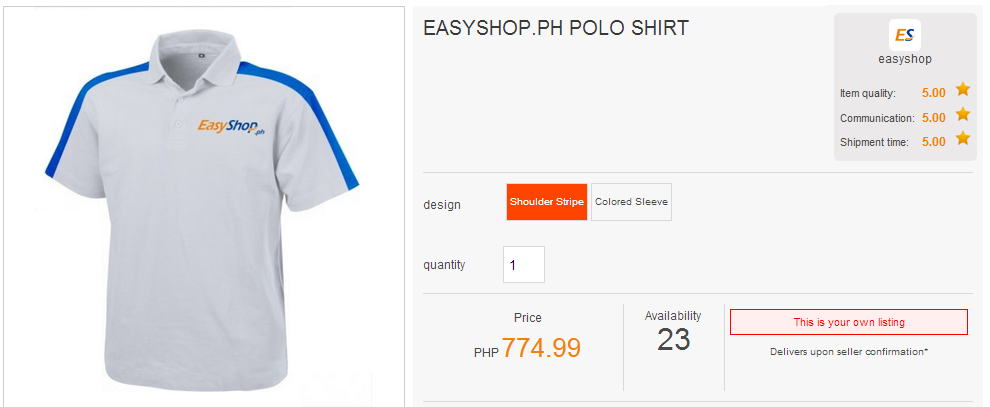 EasyShop.ph
EASYSHOP.PH POLO SHIRT
ES
easyshop
Item quality: 5.00
Communication: 5.00
Shipment time: 5.00
design
Shoulder Stripe
Colored Sleeve
quantity
1
Price
PHP 774.99
Availability
23
This is your own listing
Delivers upon seller confirmation*